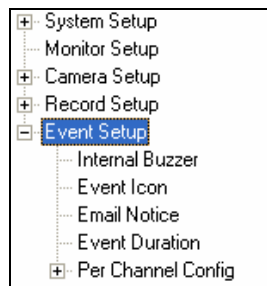 System Setup
Monitor Setup
Camera Setup
Record Setup
Event Setup
Internal Buzzer
Event Icon
Email Notice
Event Duration
Per Channel Config